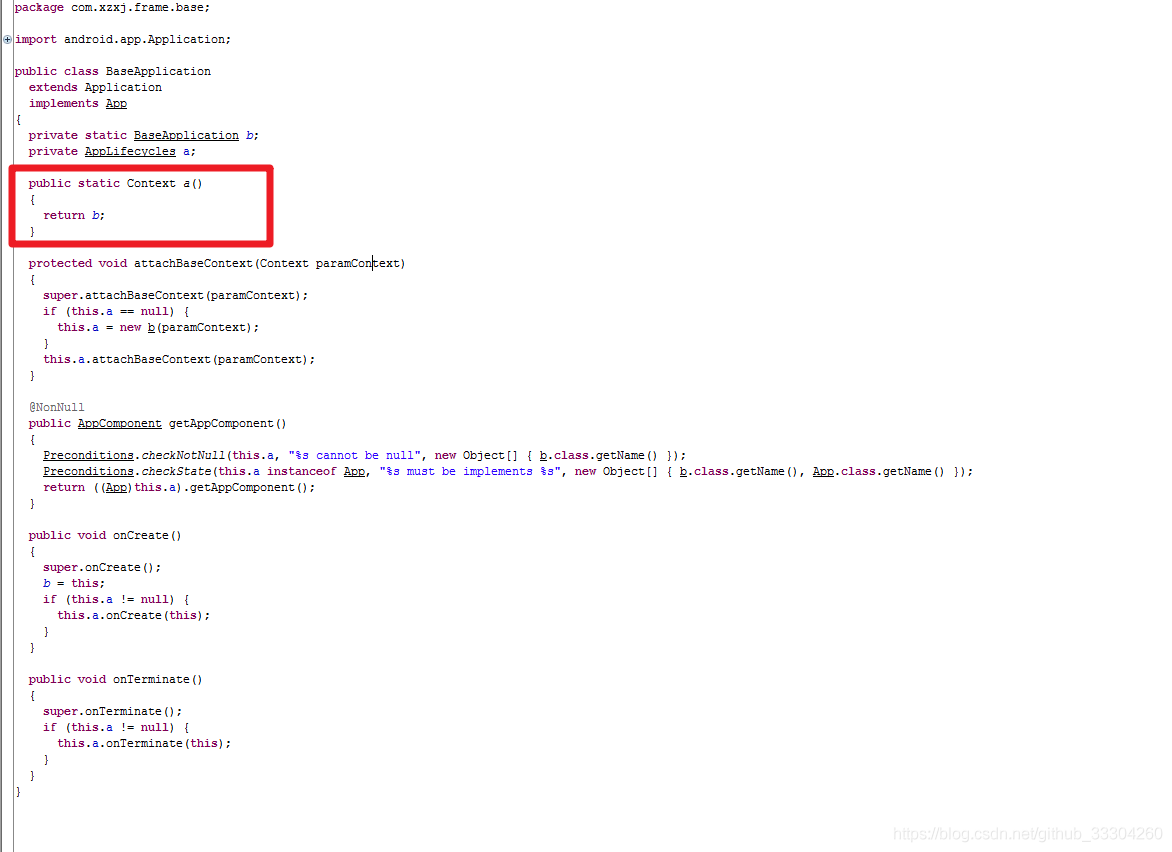 package com.xzxj.frame.base;
import android.app.Application;
public class BaseApplication
extends Application
implements App
{
private static BaseApplication b;
private AppLifecycles a;
public static Context a()
{
return b;
}
protected void attachBaseContext(Context paramContext)
{
super.attachBaseContext(paramContext);
if (this.a == null) {
this.a = new b(paramContext);
}
this.a.attachBaseContext(paramContext);
}
@NonNull
public AppComponent getAppComponent()
{
Preconditions.checkNotNull(this.a, "%s cannot be null", new Object[] { b.class.getName() });
Preconditions.checkState(this.a instanceof App, "%s must be implements %s", new Object[] { b.class.getName(), App.class.getName() });
return ((App)this.a).getAppComponent();
}
public void onCreate()
{
super.onCreate();
b = this;
if (this.a != null) {
this.a.onCreate(this);
}
}
public void onTerminate()
{
super.onTerminate();
if (this.a != null) {
this.a.onTerminate(this);
}
}
}
https://blog.csdn.net/github_33304260